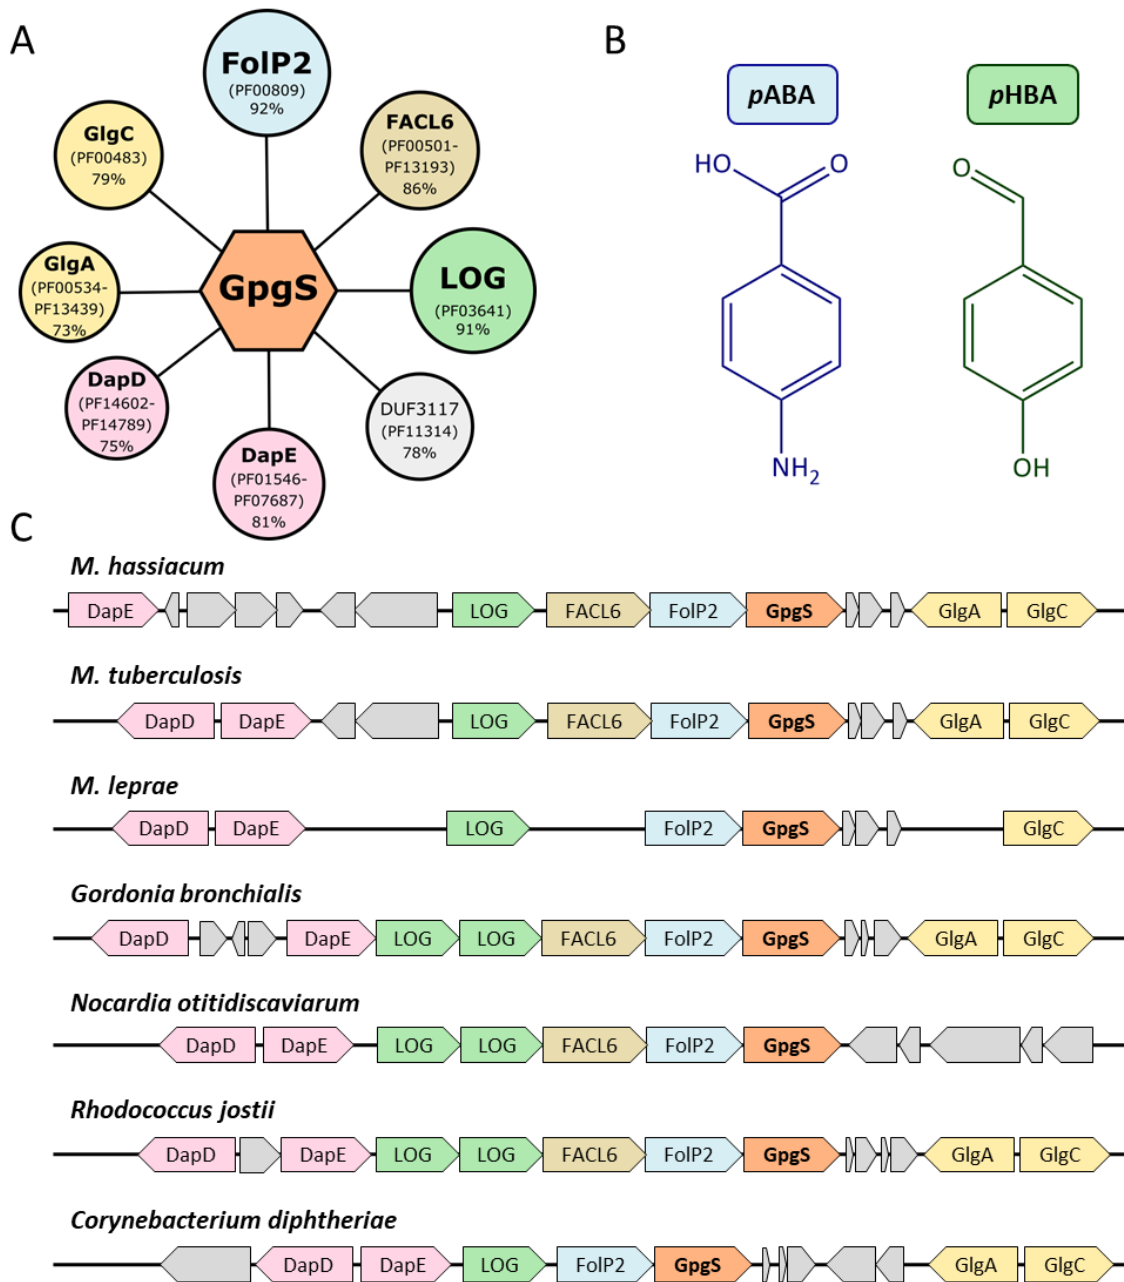 A
B
FolP2
(PF00809)
92%
GlgC
(PF00483)
79%
FACL6
(PF00501-
PF13193)
86%
GlgA
(PF00534-
PF13439)
73%
GpgS
LOG
(PF03641)
91%
DapD
(PF14602-
PF14789)
75%
DapE
(PF01546-
PF07687)
81%
DUF3117
(PF11314)
78%
pABA
pHBA
HO
O
NH2
O
OH
C
M. hassiacum
DapE LOG FACL6 FolP2 GpgS GlgA GlgC
M. tuberculosis
DapD DapE LOG FACL6 FolP2 GpgS GlgA GlgC
M. leprae
DapD DapE LOG FolP2 GpgS GlgC
Gordonia bronchialis
DapD DapE LOG LOG FACL6 FolP2 GpgS GlgA GlgC
Nocardia otitidiscaviarum
DapD DapE LOG LOG FACL6 FolP2 GpgS
Rhodococcus jostii
DapD DapE LOG LOG FACL6 FolP2 GpgS GlgA GlgC
Corynebacterium diphtheriae
DapD DapE LOG FolP2 GpgS GlgA GlgC